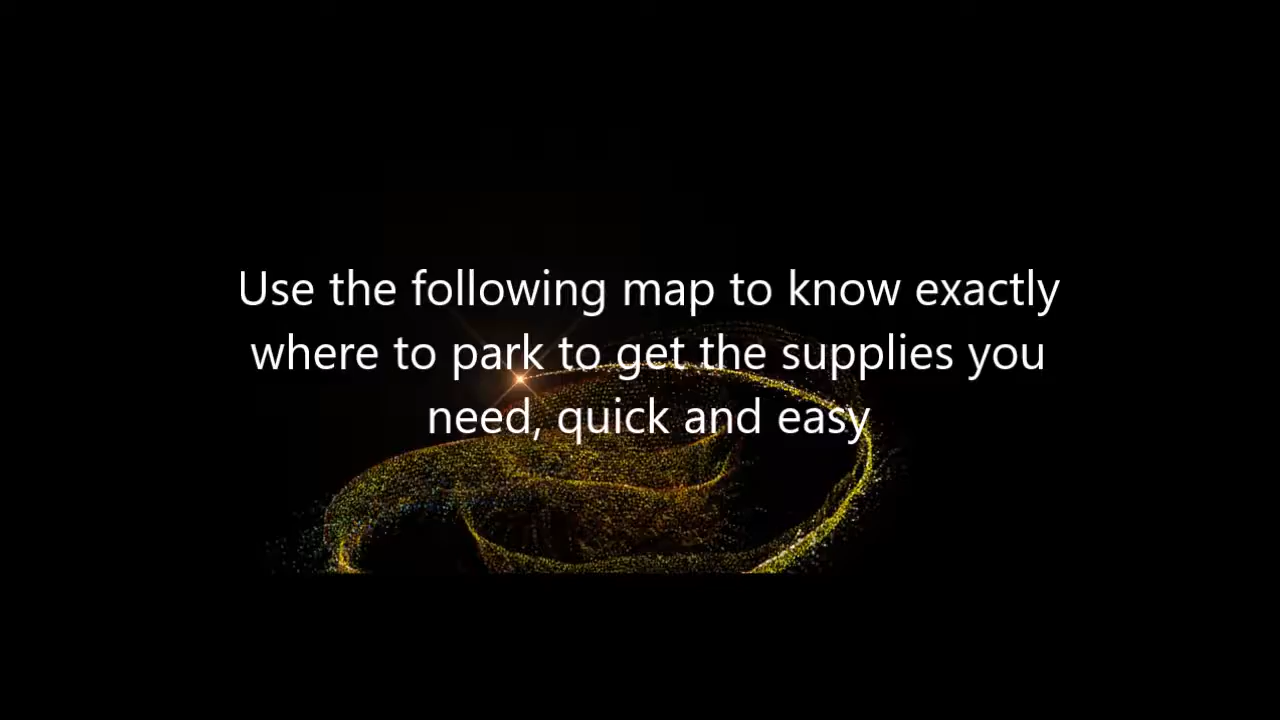 Use the following map to know exactly
where to park to get the supplies you
need, quick and easy